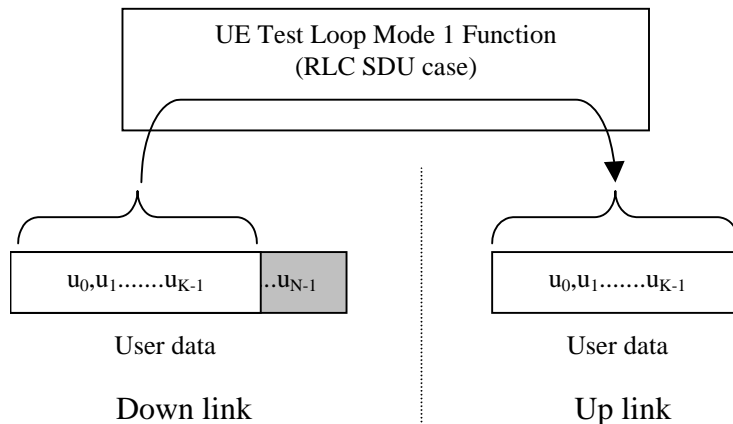 UE Test Loop Mode 1 Function
(RLC SDU case)
u0,u1.......uK-1
..uN-1
u0,u1.......uK-1
User data
User data
Down link
Up link